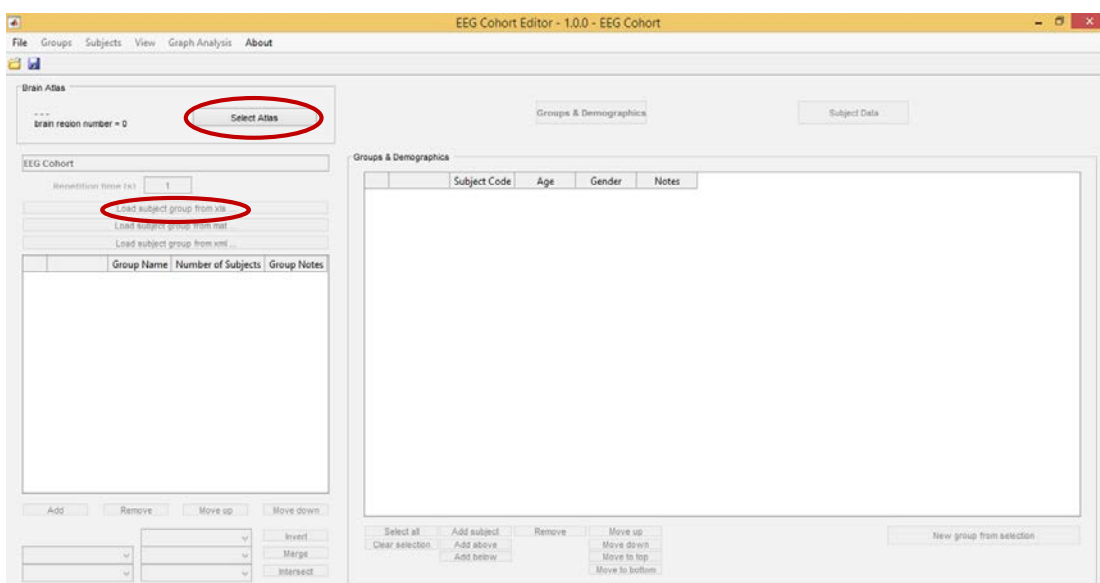 EEG Cohort Editor - 1.0.0 - EEG Cohort
File Groups Subjects View Graph Analysis About
Brain Atlas
- - -
brain region number = 0
Select Atlas
Groups & Demographics
Subject Data
EEG Cohort
Repetition time (s)
1
Load subject group from xls ...
Load subject group from mat ...
Load subject group from xml ...
Group Name Number of Subjects Group Notes
Add Remove Move up Move down
Invert
Merge
Intersect
Groups & Demographics
Subject Code Age Gender Notes
Select all Add subject Remove Move up
Clear selection Add above Move down
Add below Move to top
Move to bottom
New group from selection